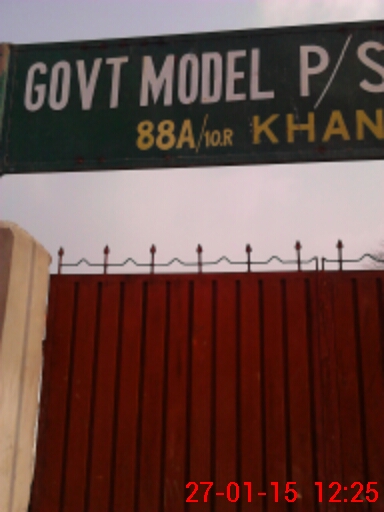 GOVT MODEL P/S
88A/10.R KHAN
27-01-15 12:25